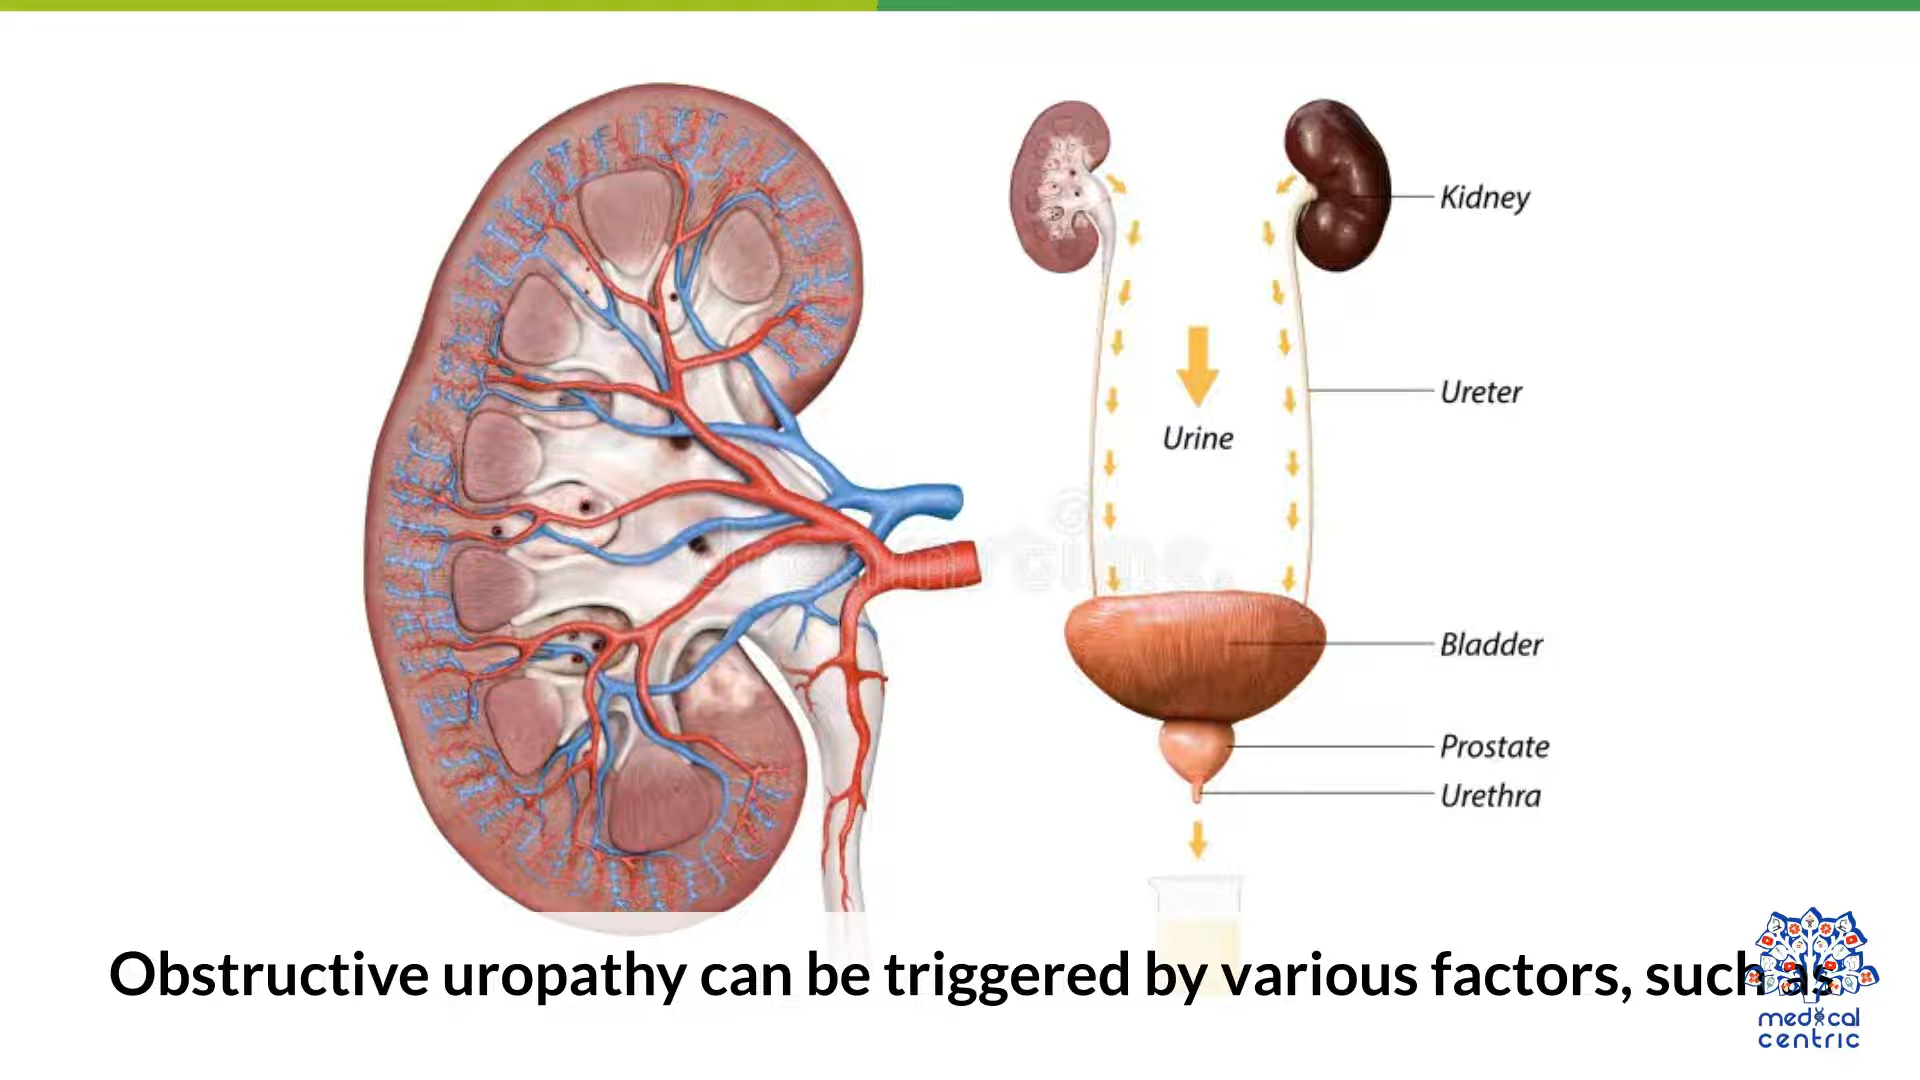 Kidney
Ureter
Urine
Bladder
Prostate
Urethra
Obstructive uropathy can be triggered by various factors, such as
medical
centric